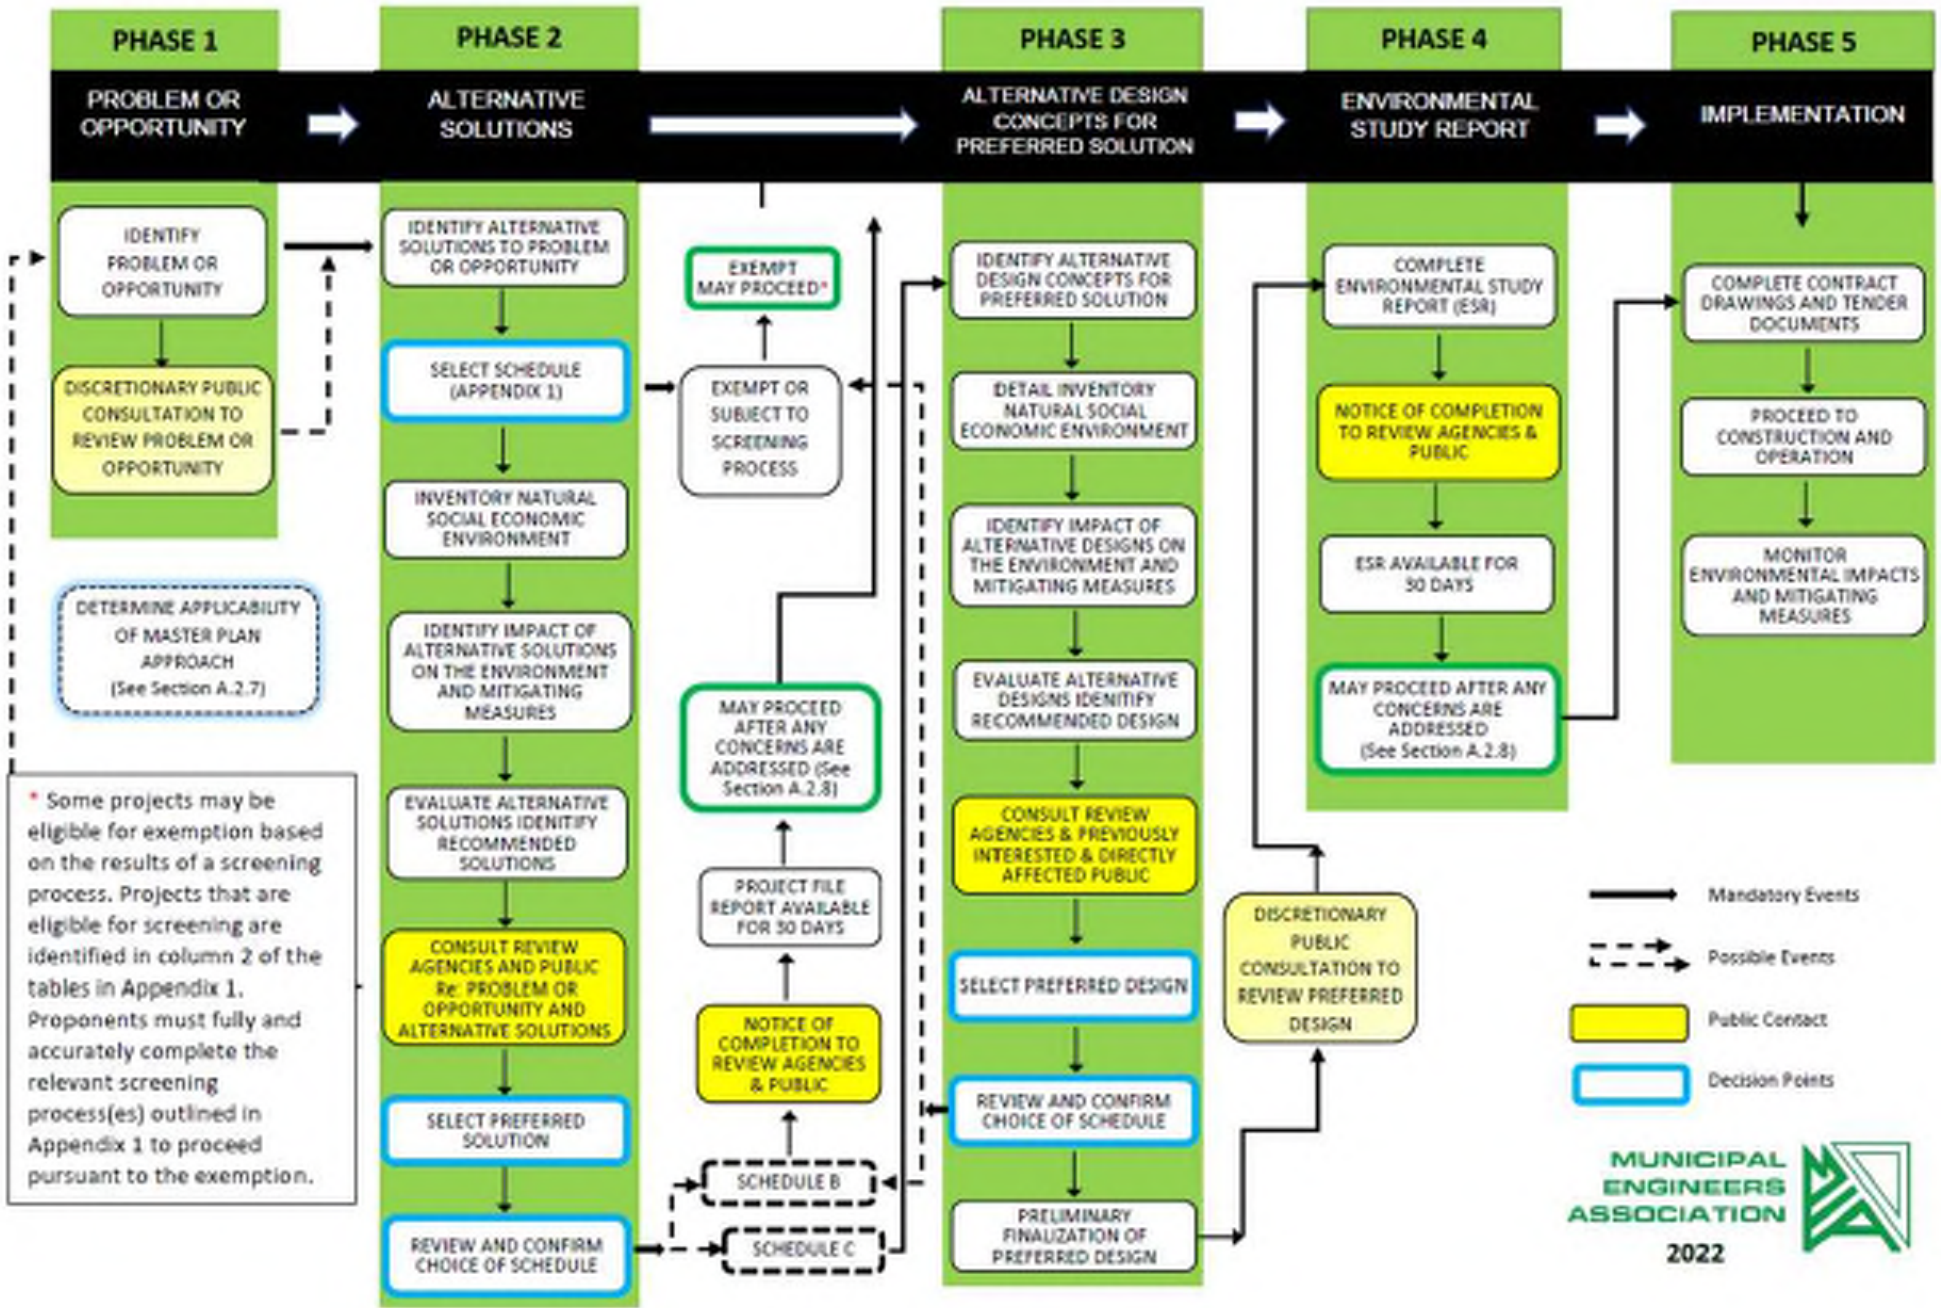 PHASE 1
PROBLEM OR
OPPORTUNITY
IDENTIFY
PROBLEM OR
OPPORTUNITY
DISCRETIONARY PUBLIC
CONSULTATION TO
REVIEW PROBLEM OR
OPPORTUNITY
DETERMINE APPLICABILITY
OF MASTER PLAN
APPROACH
(See Section A.2.7)
* Some projects may be
eligible for exemption based
on the results of a screening
process. Projects that are
eligible for screening are
identified in column 2 of the
tables in Appendix 1.
Proponents must fully and
accurately complete the
relevant screening
process(es) outlined in
Appendix 1 to proceed
pursuant to the exemption.
PHASE 2
ALTERNATIVE
SOLUTIONS
IDENTIFY ALTERNATIVE
SOLUTIONS TO PROBLEM
OR OPPORTUNITY
SELECT SCHEDULE
(APPENDIX 1)
INVENTORY NATURAL
SOCIAL ECONOMIC
ENVIRONMENT
IDENTIFY IMPACT OF
ALTERNATIVE SOLUTIONS
ON THE ENVIRONMENT
AND MITIGATING
MEASURES
EVALUATE ALTERNATIVE
SOLUTIONS IDENTIFY
RECOMMENDED
SOLUTIONS
CONSULT REVIEW
AGENCIES AND PUBLIC
Re: PROBLEM OR
OPPORTUNITY AND
ALTERNATIVE SOLUTIONS
SELECT PREFERRED
SOLUTION
REVIEW AND CONFIRM
CHOICE OF SCHEDULE
EXEMPT
MAY PROCEED*
EXEMPT OR
SUBJECT TO
SCREENING
PROCESS
MAY PROCEED
AFTER ANY
CONCERNS ARE
ADDRESSED (See
Section A.2.8)
PROJECT FILE
REPORT AVAILABLE
FOR 30 DAYS
NOTICE OF
COMPLETION TO
REVIEW AGENCIES
& PUBLIC
SCHEDULE B
SCHEDULE C
PHASE 3
ALTERNATIVE DESIGN
CONCEPTS FOR
PREFERRED SOLUTION
IDENTIFY ALTERNATIVE
DESIGN CONCEPTS FOR
PREFERRED SOLUTION
DETAIL INVENTORY
NATURAL SOCIAL
ECONOMIC ENVIRONMENT
IDENTIFY IMPACT OF
ALTERNATIVE DESIGNS ON
THE ENVIRONMENT AND
MITIGATING MEASURES
EVALUATE ALTERNATIVE
DESIGNS IDENTIFY
RECOMMENDED DESIGN
CONSULT REVIEW
AGENCIES & PREVIOUSLY
INTERESTED & DIRECTLY
AFFECTED PUBLIC
SELECT PREFERRED DESIGN
REVIEW AND CONFIRM
CHOICE OF SCHEDULE
PRELIMINARY
FINALIZATION OF
PREFERRED DESIGN
DISCRETIONARY
PUBLIC
CONSULTATION TO
REVIEW PREFERRED
DESIGN
PHASE 4
ENVIRONMENTAL
STUDY REPORT
COMPLETE
ENVIRONMENTAL STUDY
REPORT (ESR)
NOTICE OF COMPLETION
TO REVIEW AGENCIES &
PUBLIC
ESR AVAILABLE FOR
30 DAYS
MAY PROCEED AFTER ANY
CONCERNS ARE
ADDRESSED
(See Section A.2.8)
PHASE 5
IMPLEMENTATION
COMPLETE CONTRACT
DRAWINGS AND TENDER
DOCUMENTS
PROCEED TO
CONSTRUCTION AND
OPERATION
MONITOR
ENVIRONMENTAL IMPACTS
AND MITIGATING
MEASURES
Mandatory Events
Possible Events
Public Contact
Decision Points
MUNICIPAL
ENGINEERS
ASSOCIATION
2022